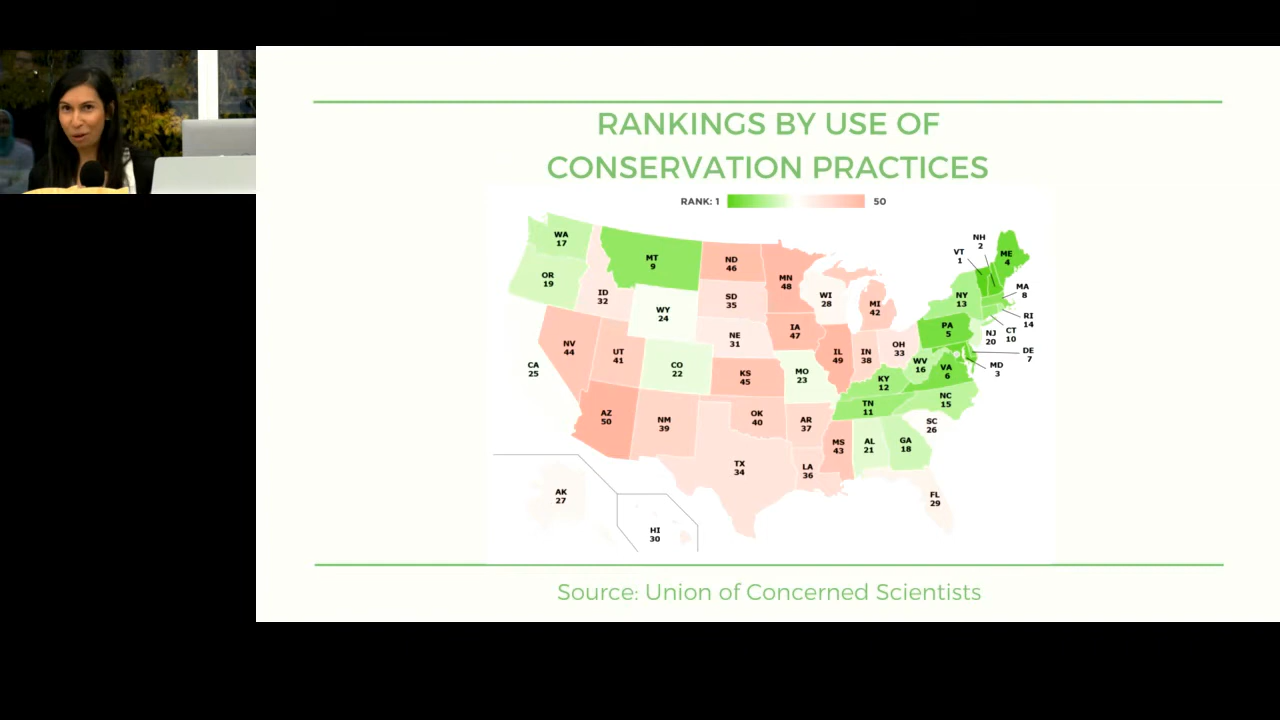 RANKINGS BY USE OF
CONSERVATION PRACTICES
RANK: 1 50
WA
17
OR
19
MT
9
ID
32
WY
24
ND
46
SD
35
NE
31
MN
48
WI
28
MI
42
IA
47
NV
44
UT
41
CA
25
CO
22
KS
45
MO
23
IL
49
IN
38
OH
33
AZ
50
NM
39
OK
40
AR
37
TX
34
LA
36
MS
43
AL
21
GA
18
TN
11
KY
12
WV
16
VA
6
NC
15
SC
26
FL
29
PA
5
NY
13
VT
1
NH
2
ME
4
MA
8
RI
14
CT
10
NJ
20
DE
7
MD
3
AK
27
HI
30
Source: Union of Concerned Scientists